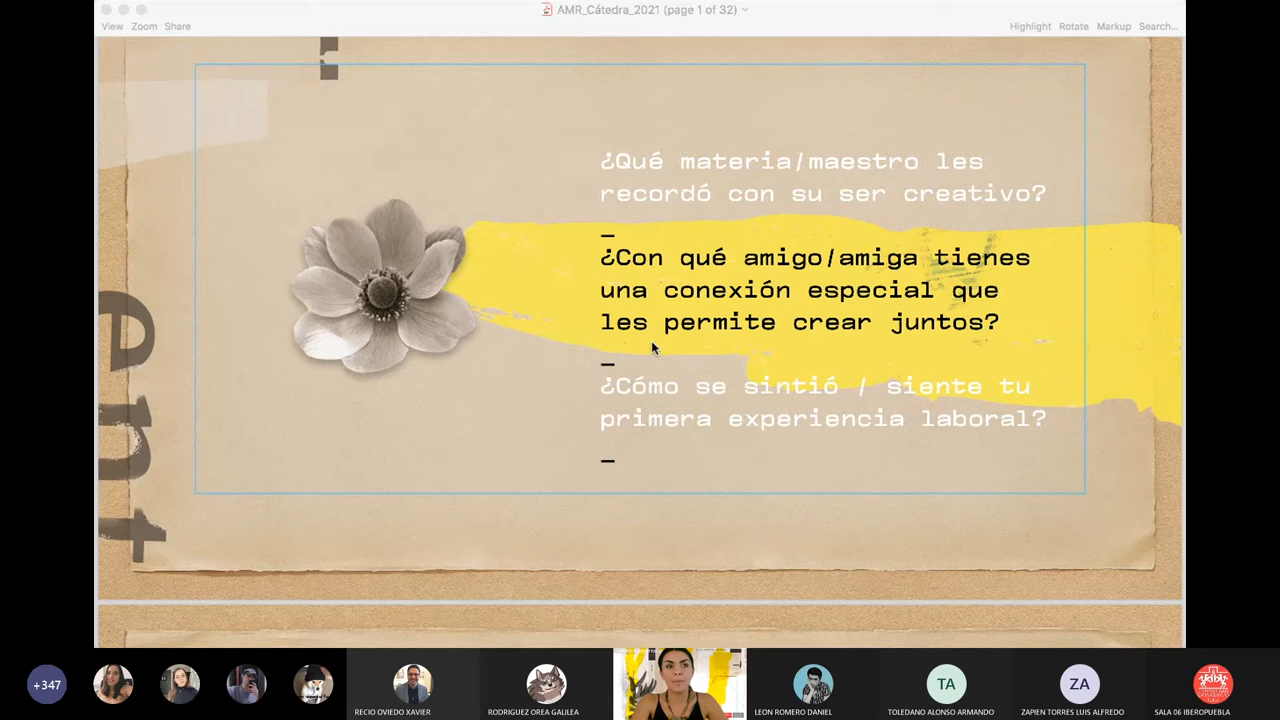 AMR_Cátedra_2021 (page 1 of 32)
View Zoom Share
Highlight Rotate Markup Search...
¿Qué materia/maestro les
recordó con su ser creativo?
_
¿Con qué amigo/amiga tienes
una conexión especial que
les permite crear juntos?
_
¿Cómo se sintió / siente tu
primera experiencia laboral?
_
ent
+347
RECIO OVIEDO XAVIER
RODRIGUEZ OREA GALILEA
LEON ROMERO DANIEL
TA
TOLEDANO ALONSO ARMANDO
ZA
ZAPIEN TORRES LUIS ALFREDO
SALA 06 IBEROPUEBLA